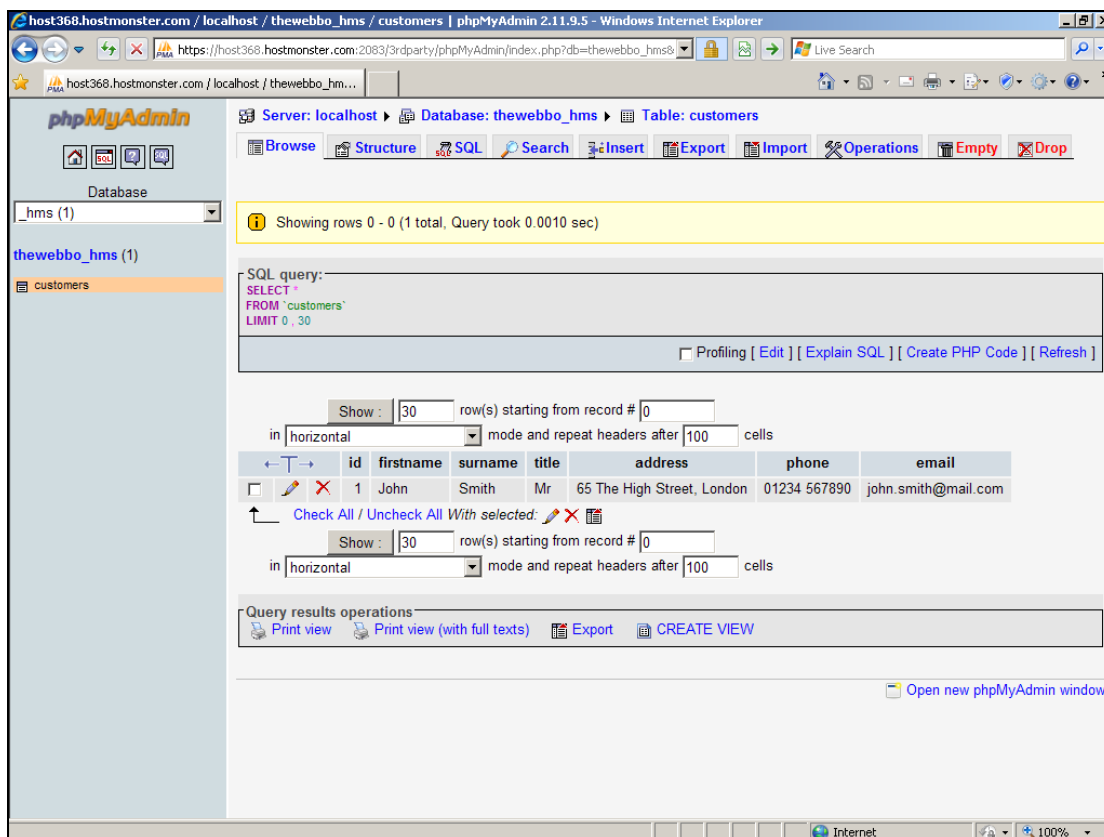 host368.hostmonster.com / localhost / thewebbo_hms / customers | phpMyAdmin 2.11.9.5 - Windows Internet Explorer
https://host368.hostmonster.com:2083/3rdparty/phpMyAdmin/index.php?db=thewebbo_hms& Live Search
host368.hostmonster.com / localhost / thewebbo_hm...
phpMyAdmin
Database
_hms (1)
thewebbo_hms (1)
customers
Server: localhost Database: thewebbo_hms Table: customers
Browse Structure SQL Search Insert Export Import Operations Empty Drop
Showing rows 0 - 0 (1 total, Query took 0.0010 sec)
SQL query:
SELECT *
FROM `customers`
LIMIT 0 , 30
Profiling [ Edit ] [ Explain SQL ] [ Create PHP Code ] [ Refresh ]
Show : 30 row(s) starting from record # 0
in horizontal mode and repeat headers after 100 cells
←T→ id firstname surname title address phone email
1 John Smith Mr 65 The High Street, London 01234 567890 john.smith@mail.com
Check All / Uncheck All With selected:
Show : 30 row(s) starting from record # 0
in horizontal mode and repeat headers after 100 cells
Query results operations
Print view Print view (with full texts) Export CREATE VIEW
Open new phpMyAdmin window
Internet 100%